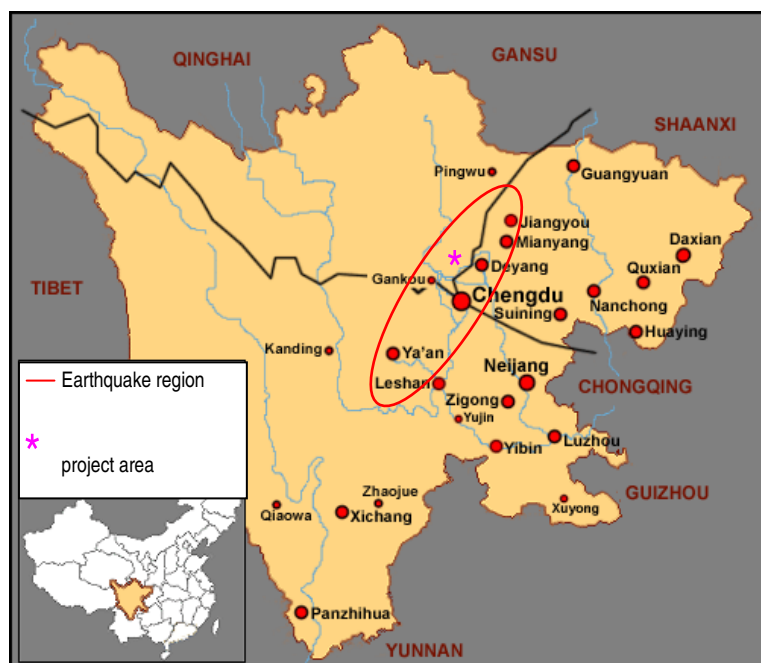 GANSU
QINGHAI
SHAANXI
Pingwu
Guangyuan
Jiangyou
Mianyang
Daxian
Deyang
Quxian
Gankou
TIBET
Chengdu
Nanchong
Suining
Huaying
Kanding
Ya'an
Neijang
Earthquake region
Leshan
CHONGQING
Zigong
Yujin
Luzhou
Yibin
*
project area
Zhaojue
GUIZHOU
Qiaowa
Xichang
Xuyong
Panzhihua
YUNNAN